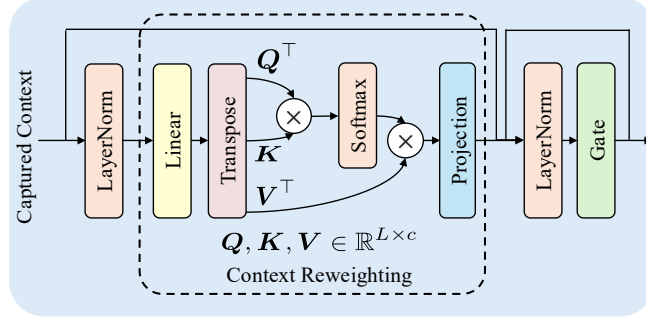 Captured Context
LayerNorm
Linear
Transpose
Q⊤
K
V⊤
×
Softmax
×
Projection
LayerNorm
Gate
Q, K, V ∈ ℝ^{L×c}
Context Reweighting